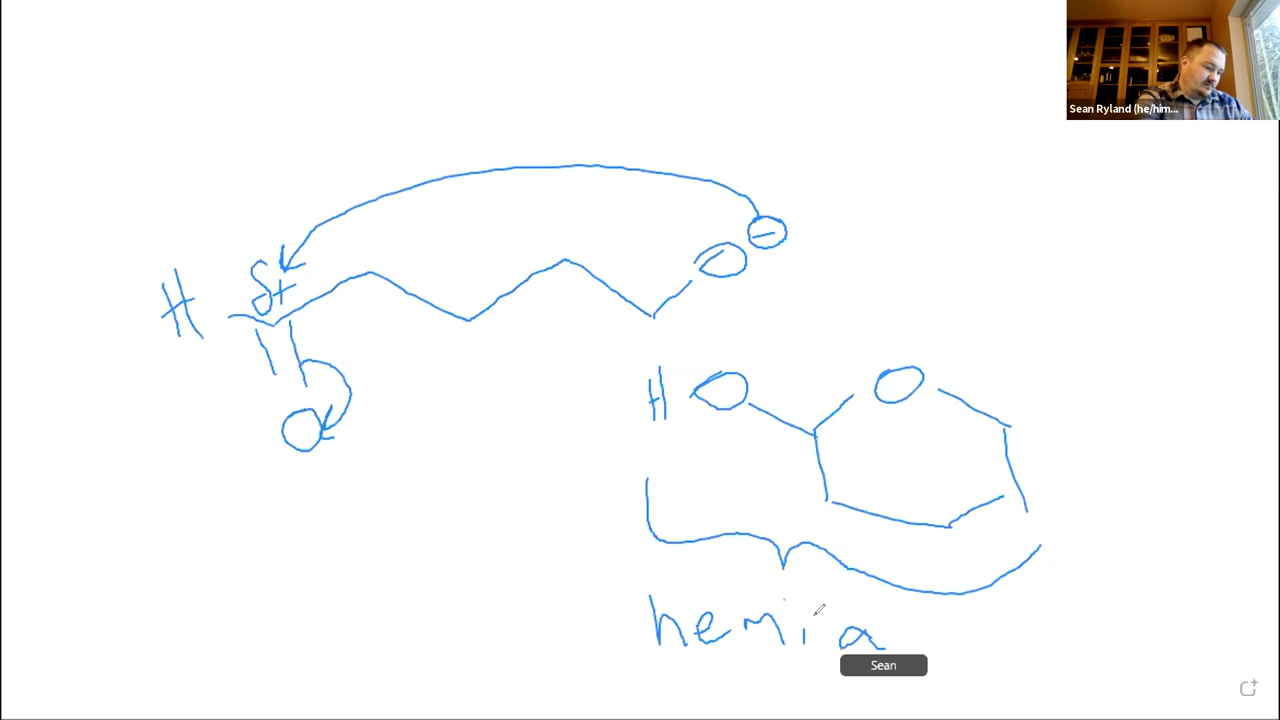 Sean Ryland (he/him...
δ+
H
O
⊖
O
H O
O
hemia
Sean